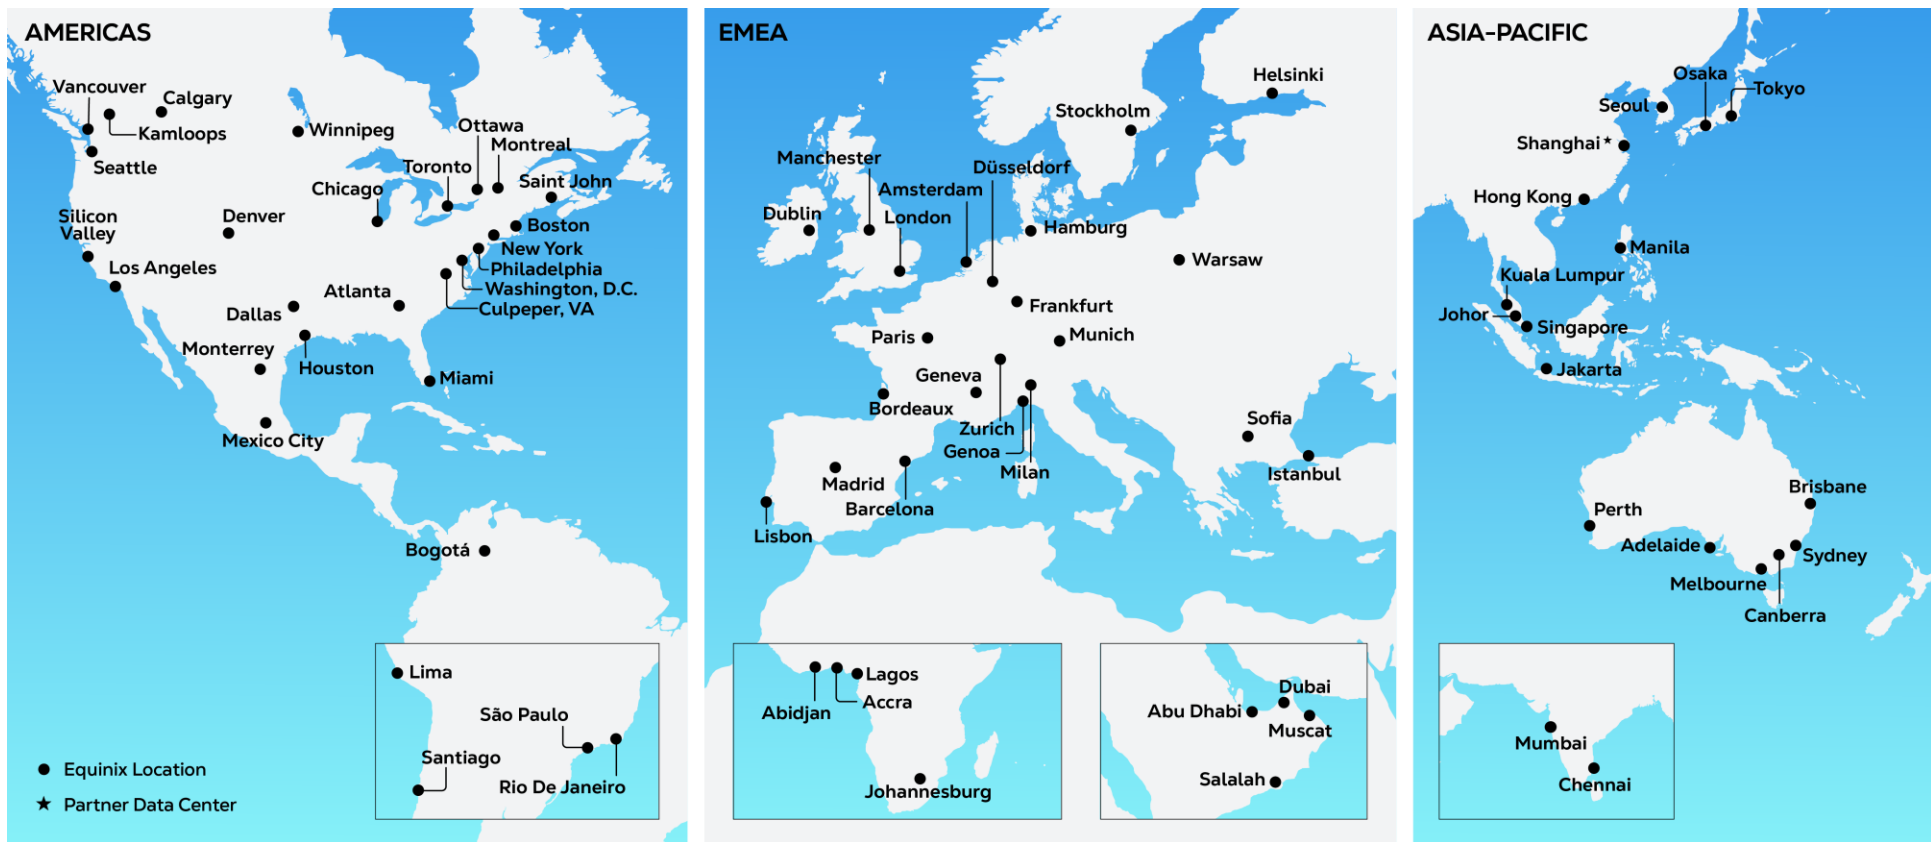 AMERICAS
Vancouver
Calgary
Kamloops
Winnipeg
Ottawa
Montreal
Seattle
Toronto
Chicago
Saint John
Silicon
Valley
Denver
Boston
New York
Los Angeles
Philadelphia
Washington, D.C.
Atlanta
Culpeper, VA
Dallas
Monterrey
Houston
Miami
Mexico City
Bogotá
Lima
São Paulo
Santiago
Rio De Janeiro
Equinix Location
★ Partner Data Center
EMEA
Helsinki
Stockholm
Manchester
Düsseldorf
Amsterdam
Dublin
London
Hamburg
Warsaw
Frankfurt
Paris
Munich
Geneva
Bordeaux
Zurich
Sofia
Genoa
Milan
Istanbul
Madrid
Barcelona
Lisbon
Lagos
Accra
Abidjan
Johannesburg
Dubai
Abu Dhabi
Muscat
Salalah
ASIA-PACIFIC
Osaka
Tokyo
Seoul
Shanghai ★
Hong Kong
Manila
Kuala Lumpur
Johor
Singapore
Jakarta
Brisbane
Perth
Adelaide
Sydney
Melbourne
Canberra
Mumbai
Chennai